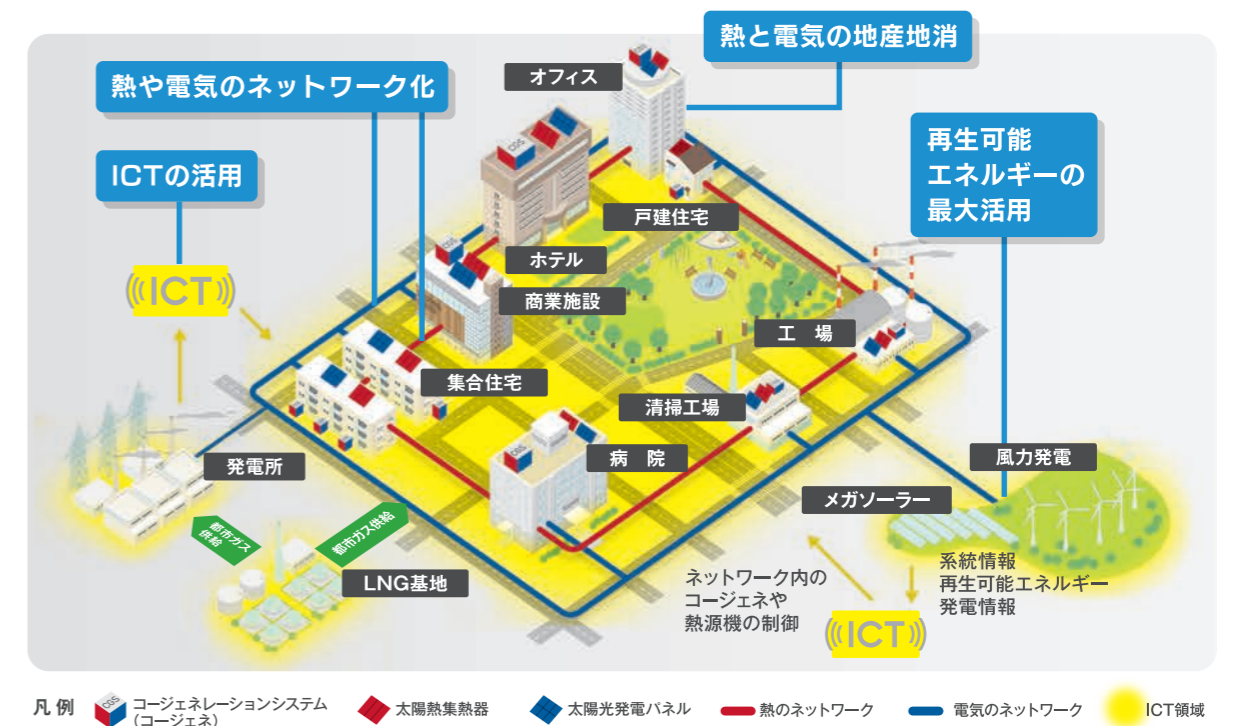 熱と電気の地産地消
熱や電気のネットワーク化
オフィス
再生可能
エネルギーの
最大活用
ICTの活用
戸建住宅
ホテル
ICT
商業施設
工 場
集合住宅
清掃工場
病 院
発電所
風力発電
メガソーラー
都市ガス
供給
都市ガス供給
LNG基地
ネットワーク内の
コージェネや
熱源機の制御
系統情報
再生可能エネルギー
発電情報
ICT
CGS
CGS
CGS
凡 例
CGS
コージェネレーションシステム
(コージェネ)
太陽熱集熱器
太陽光発電パネル
熱のネットワーク
電気のネットワーク
ICT領域